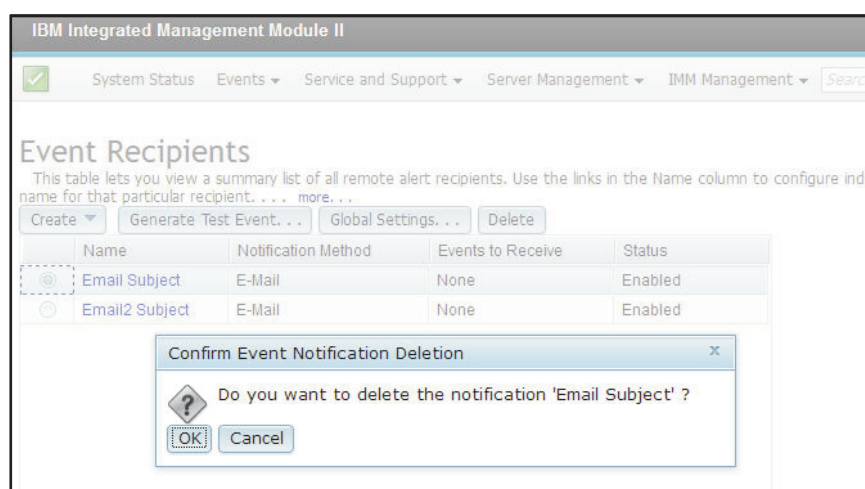 IBM Integrated Management Module II
System Status Events Service and Support Server Management IMM Management Searc
Event Recipients
This table lets you view a summary list of all remote alert recipients. Use the links in the Name column to configure ind
name for that particular recipient. . . . more. . .
Create Generate Test Event. . . Global Settings. . . Delete
Name Notification Method Events to Receive Status
Email Subject E-Mail None Enabled
Email2 Subject E-Mail None Enabled
Confirm Event Notification Deletion x
? Do you want to delete the notification 'Email Subject' ?
OK Cancel